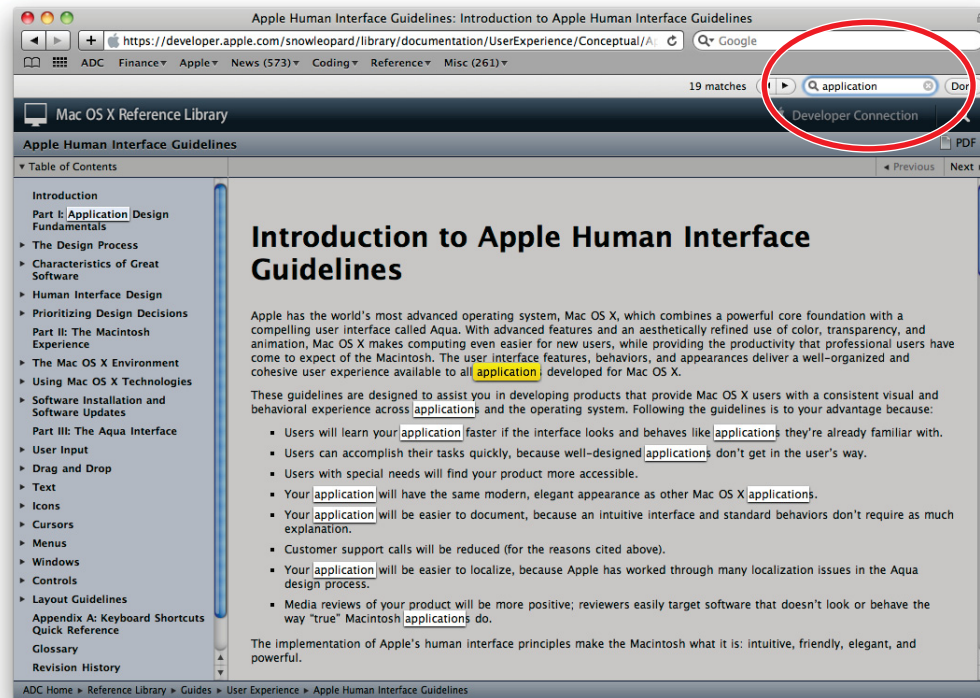 Apple Human Interface Guidelines: Introduction to Apple Human Interface Guidelines
https://developer.apple.com/snowleopard/library/documentation/UserExperience/Conceptual/
Google
ADC Finance Apple News (573) Coding Reference Misc (261)
19 matches application
Mac OS X Reference Library
Developer Connection
Apple Human Interface Guidelines
PDF
Table of Contents
Previous Next
Introduction
Part I: Application Design
Fundamentals
The Design Process
Characteristics of Great
Software
Human Interface Design
Prioritizing Design Decisions
Part II: The Macintosh
Experience
The Mac OS X Environment
Using Mac OS X Technologies
Software Installation and
Software Updates
Part III: The Aqua Interface
User Input
Drag and Drop
Text
Icons
Cursors
Menus
Windows
Controls
Layout Guidelines
Appendix A: Keyboard Shortcuts
Quick Reference
Glossary
Revision History
Introduction to Apple Human Interface
Guidelines
Apple has the world's most advanced operating system, Mac OS X, which combines a powerful core foundation with a
compelling user interface called Aqua. With advanced features and an aesthetically refined use of color, transparency, and
animation, Mac OS X makes computing even easier for new users, while providing the productivity that professional users have
come to expect of the Macintosh. The user interface features, behaviors, and appearances deliver a well-organized and
cohesive user experience available to all applications developed for Mac OS X.
These guidelines are designed to assist you in developing products that provide Mac OS X users with a consistent visual and
behavioral experience across applications and the operating system. Following the guidelines is to your advantage because:
▪ Users will learn your application faster if the interface looks and behaves like applications they're already familiar with.
▪ Users can accomplish their tasks quickly, because well-designed applications don't get in the user's way.
▪ Users with special needs will find your product more accessible.
▪ Your application will have the same modern, elegant appearance as other Mac OS X applications.
▪ Your application will be easier to document, because an intuitive interface and standard behaviors don't require as much
explanation.
▪ Customer support calls will be reduced (for the reasons cited above).
▪ Your application will be easier to localize, because Apple has worked through many localization issues in the Aqua
design process.
▪ Media reviews of your product will be more positive; reviewers easily target software that doesn't look or behave the
way "true" Macintosh applications do.
The implementation of Apple's human interface principles make the Macintosh what it is: intuitive, friendly, elegant, and
powerful.
ADC Home ▸ Reference Library ▸ Guides ▸ User Experience ▸ Apple Human Interface Guidelines